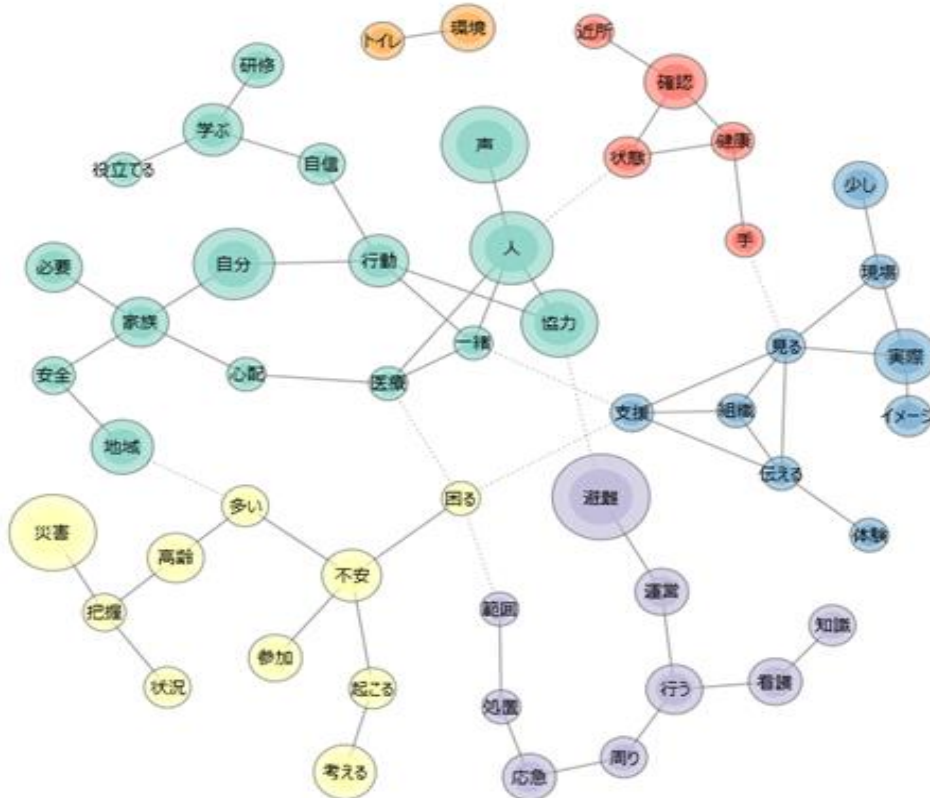 近所
環境
トイレ
研修
確認
学ぶ
声
健康
状態
自信
役立てる
少し
手
人
行動
自分
必要
現場
家族
協力
一緒
見る
実際
安全
心配
医療
支援
組織
イメージ
地域
伝える
困る
避難
多い
災害
体験
高齢
不安
運営
範囲
把握
知識
参加
看護
状況
起こる
行う
処置
周り
考える
応急